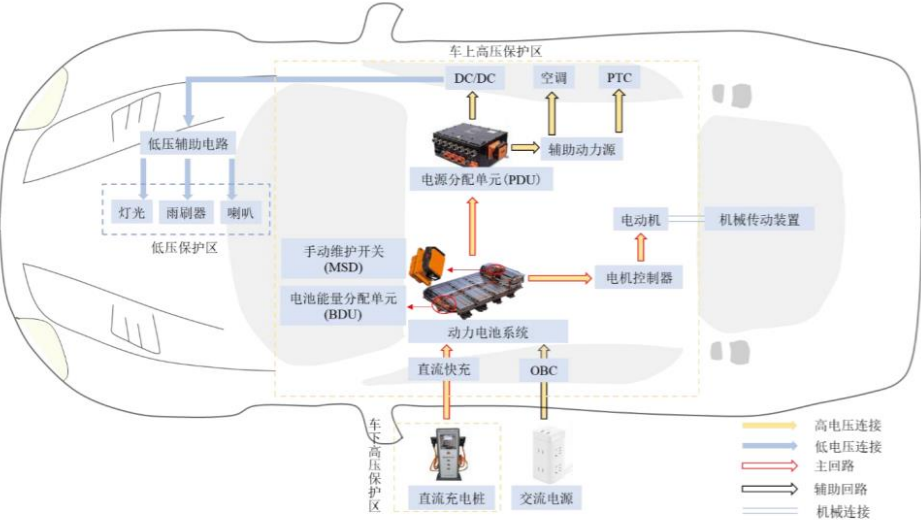 车上高压保护区
DC/DC
空调
PTC
低压辅助电路
辅助动力源
电源分配单元(PDU)
灯光
雨刷器
喇叭
低压保护区
电动机
机械传动装置
手动维护开关
(MSD)
电池能量分配单元
(BDU)
电机控制器
动力电池系统
直流快充
OBC
车下高压保护区
直流充电桩
交流电源
高电压连接
低电压连接
主回路
辅助回路
机械连接